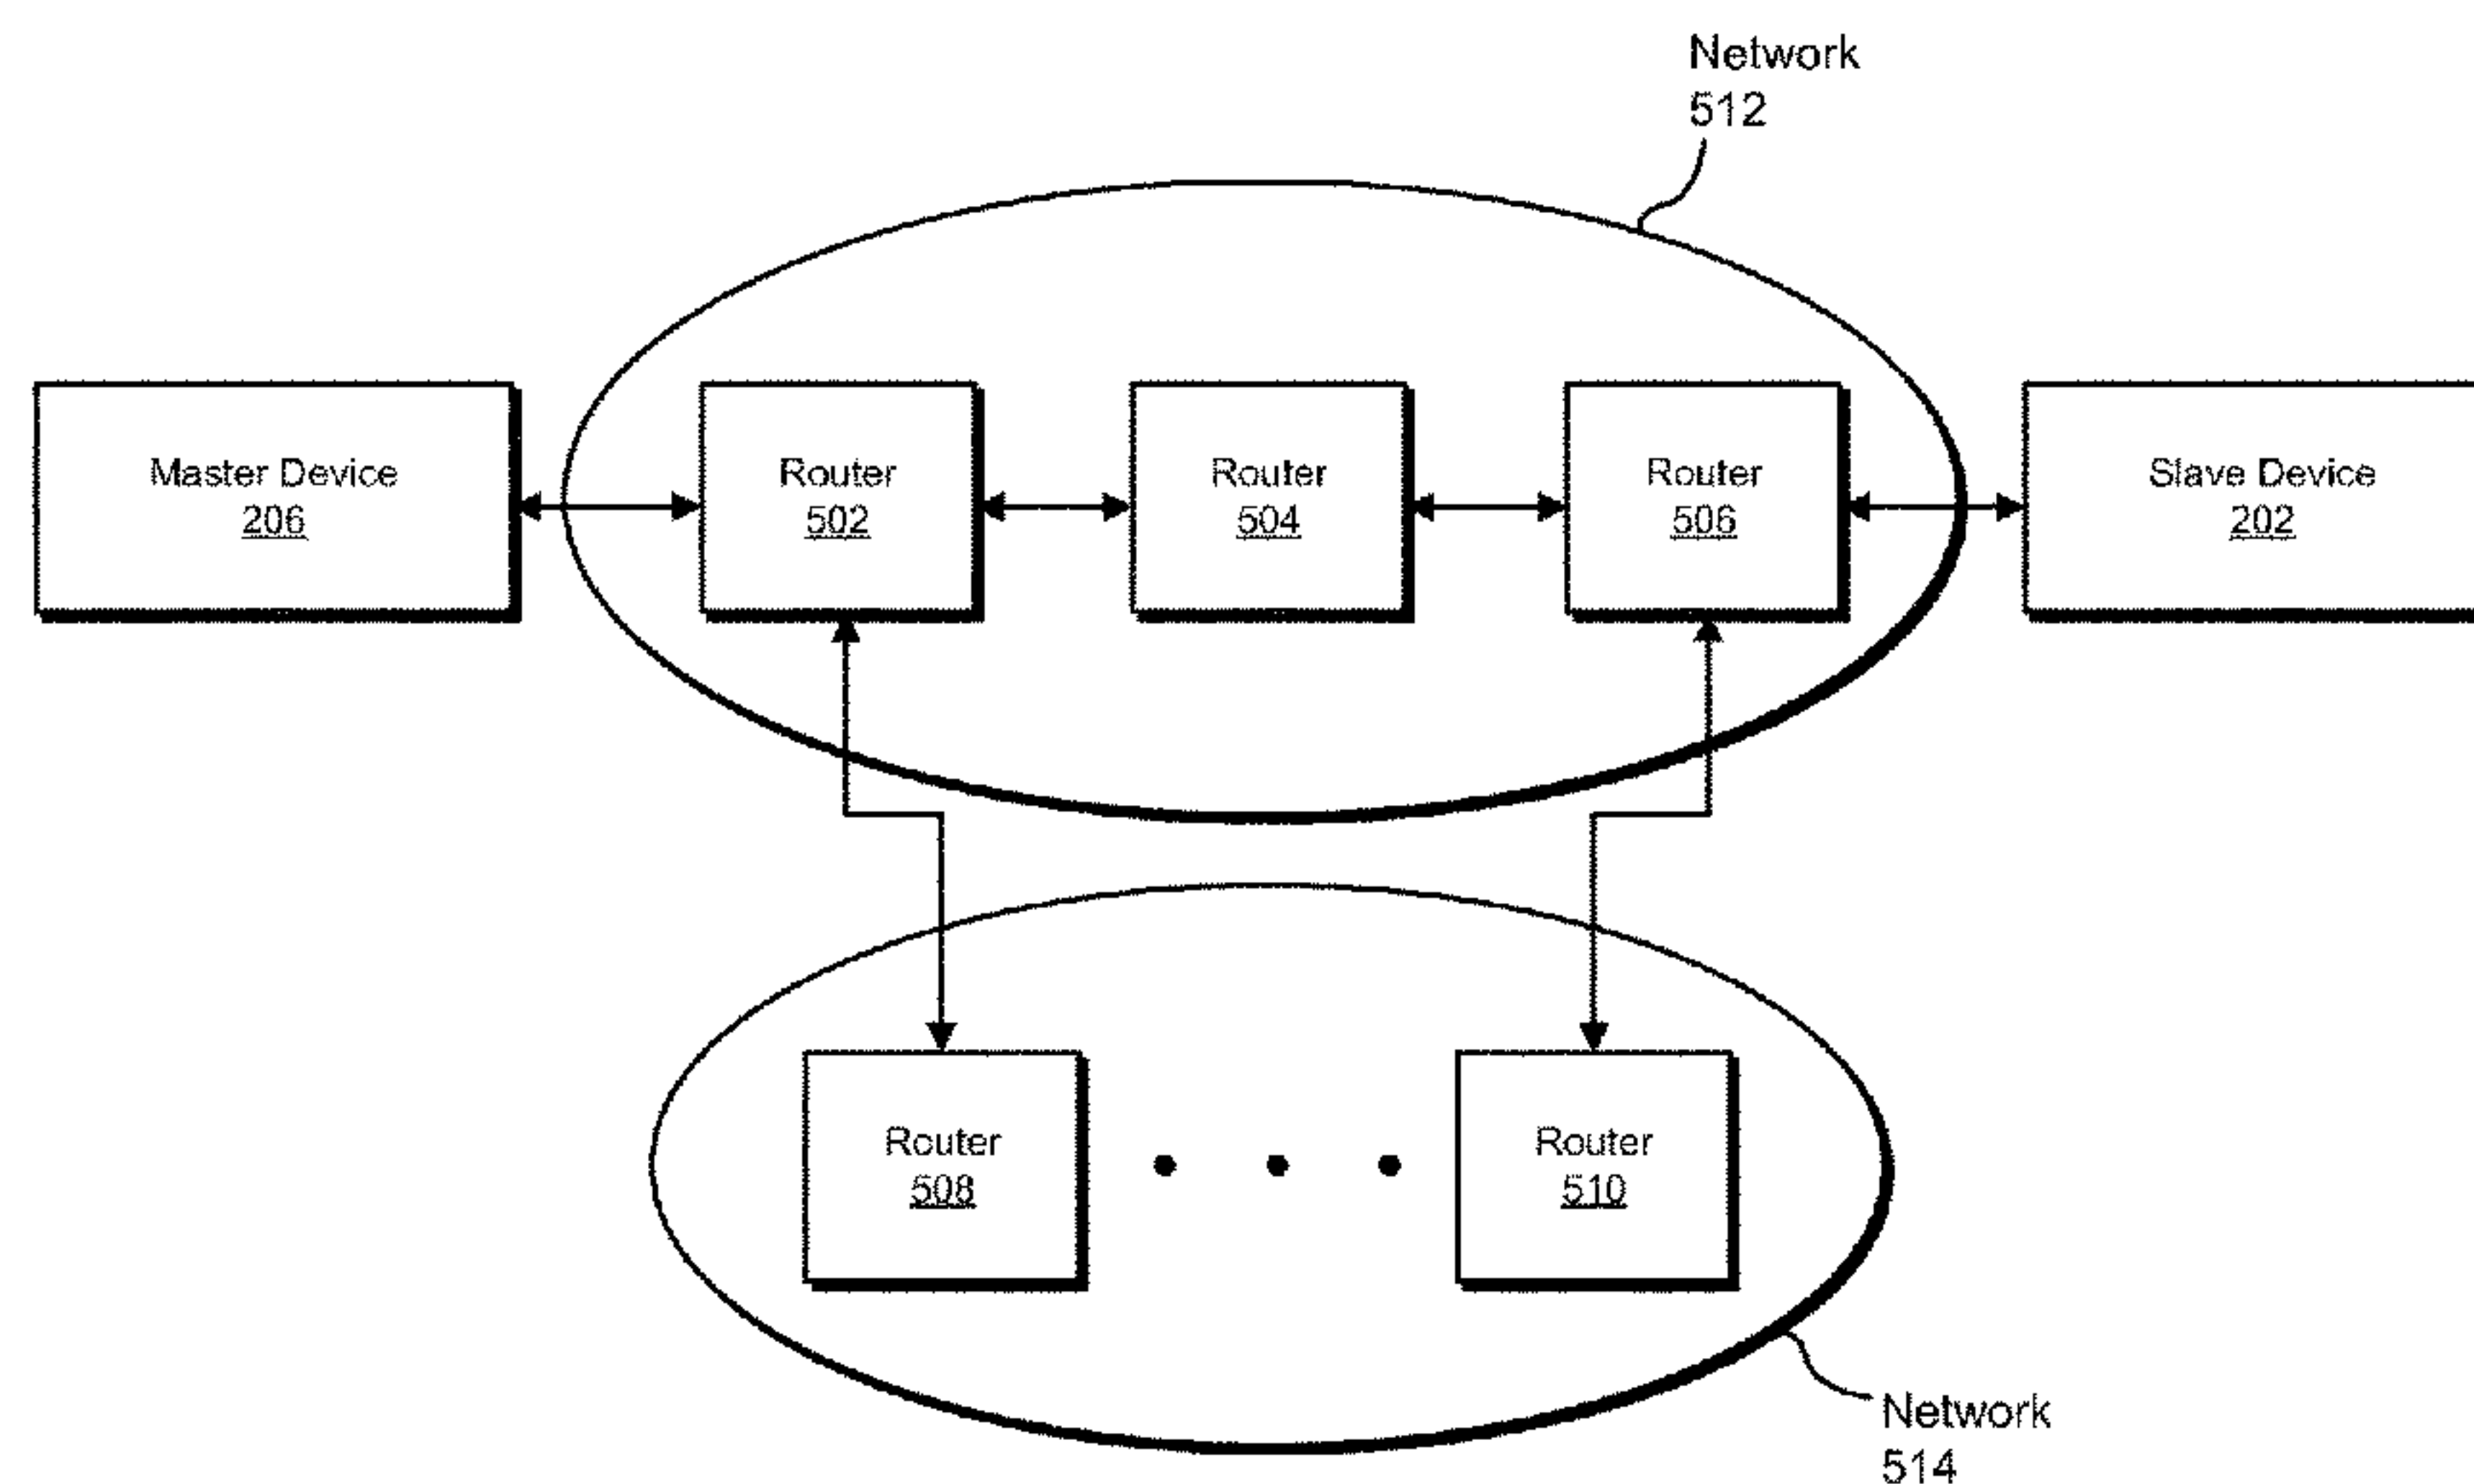 Network
512
Master Device
206
Router
502
Router
504
Router
506
Slave Device
202
Router
508
Router
510
Network
514